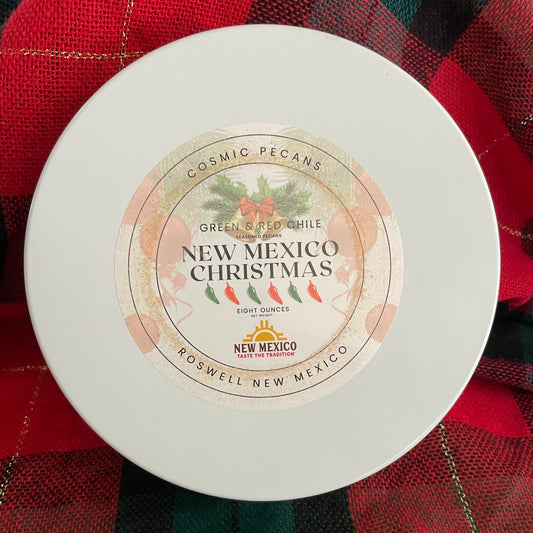 COSMIC PECANS
GREEN & RED CHILE
SEASONED PECANS
NEW MEXICO
CHRISTMAS
EIGHT OUNCES
NET WEIGHT
NEW MEXICO
TASTE THE TRADITION
ROSWELL NEW MEXICO